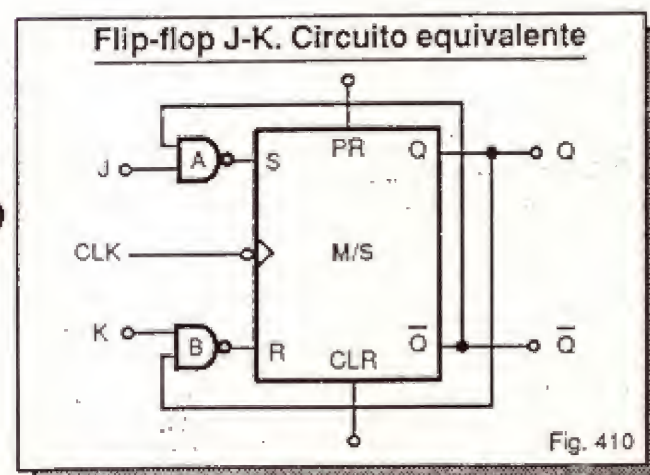 Flip-flop J-K. Circuito equivalente
A
J
S
PR
Q
Q
CLK
M/S
K
B
R
CLR
Q̅
Q̅
Fig. 410